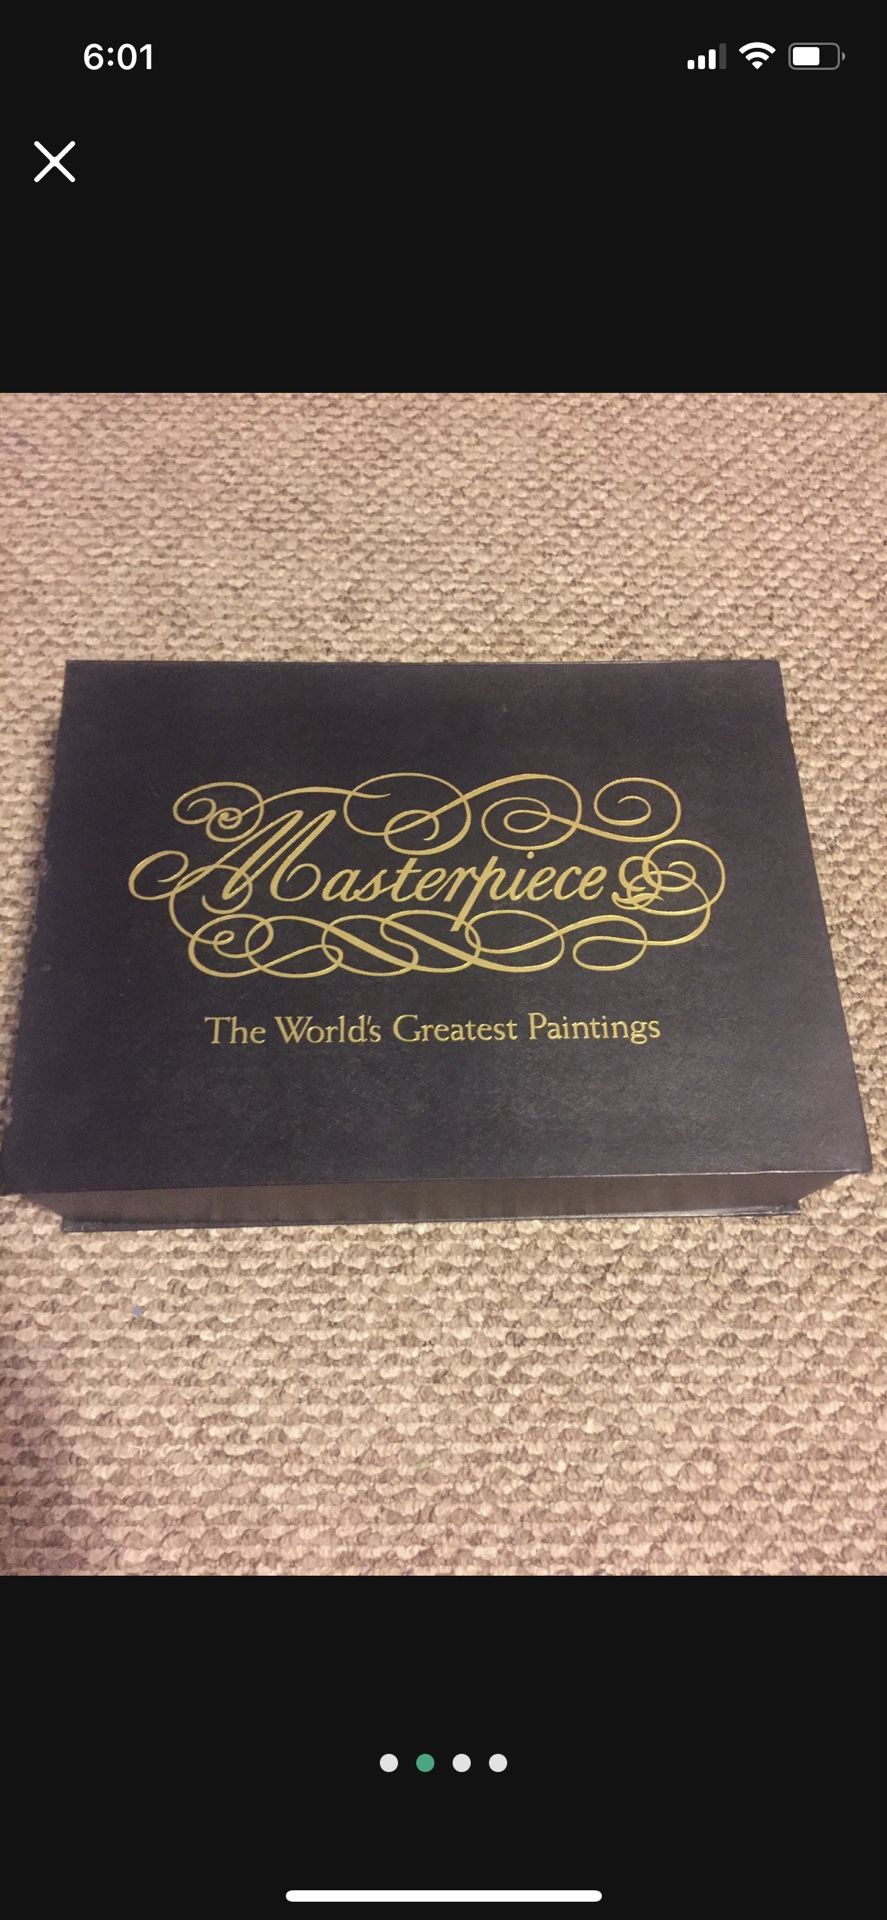 6:01
Masterpiece
The World's Greatest Paintings